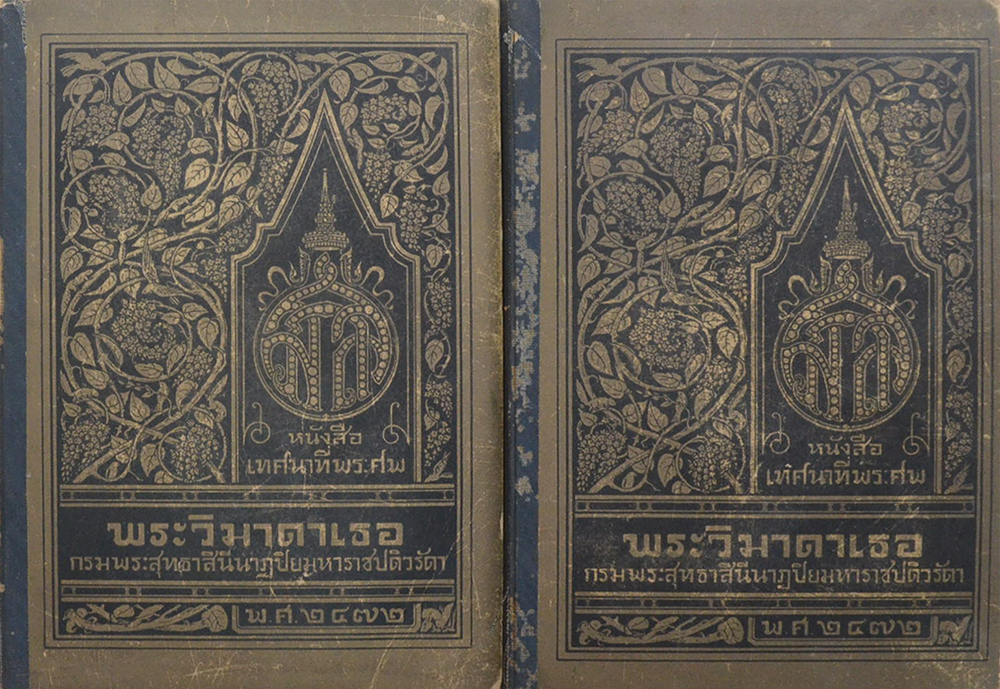 หนังสือ
เทศนาที่พระศพ
พระวิมาดาเธอ
กรมพระสุทธาสินีนาฏปิยมหาราชปดิวรัดา
พ.ศ.๒๔๗๒
หนังสือ
เทศนาที่พระศพ
พระวิมาดาเธอ
กรมพระสุทธาสินีนาฏปิยมหาราชปดิวรัดา
พ.ศ.๒๔๗๒